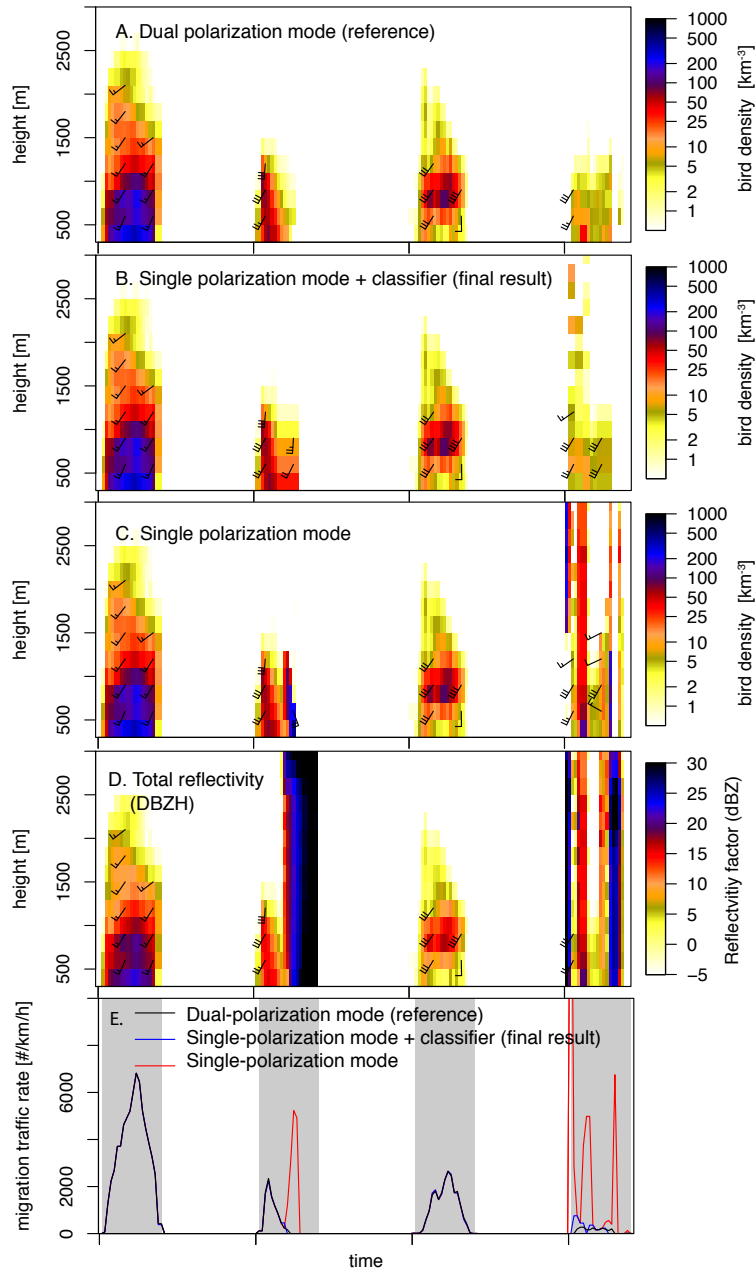 A. Dual polarization mode (reference)
height [m]
2500
1500
500
1000
500
200
100
50
25
10
5
2
1
bird density [km-3]
B. Single polarization mode + classifier (final result)
height [m]
2500
1500
500
1000
500
200
100
50
25
10
5
2
1
bird density [km-3]
C. Single polarization mode
height [m]
2500
1500
500
1000
500
200
100
50
25
10
5
2
1
bird density [km-3]
D. Total reflectivity
(DBZH)
height [m]
2500
1500
500
30
25
20
15
10
5
0
−5
Reflectvity factor (dBZ)
E.
Dual-polarization mode (reference)
Single-polarization mode + classifier (final result)
Single-polarization mode
migration traffic rate [#/km/h]
6000
2000
0
time